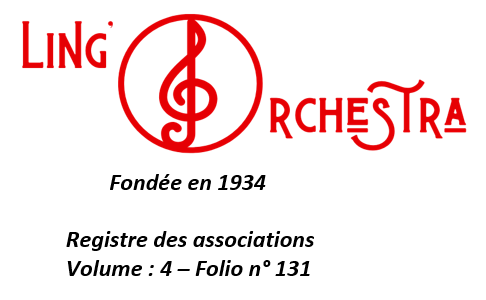 LING'ORCHESTRA
Fondée en 1934
Registre des associations
Volume : 4 – Folio n° 131